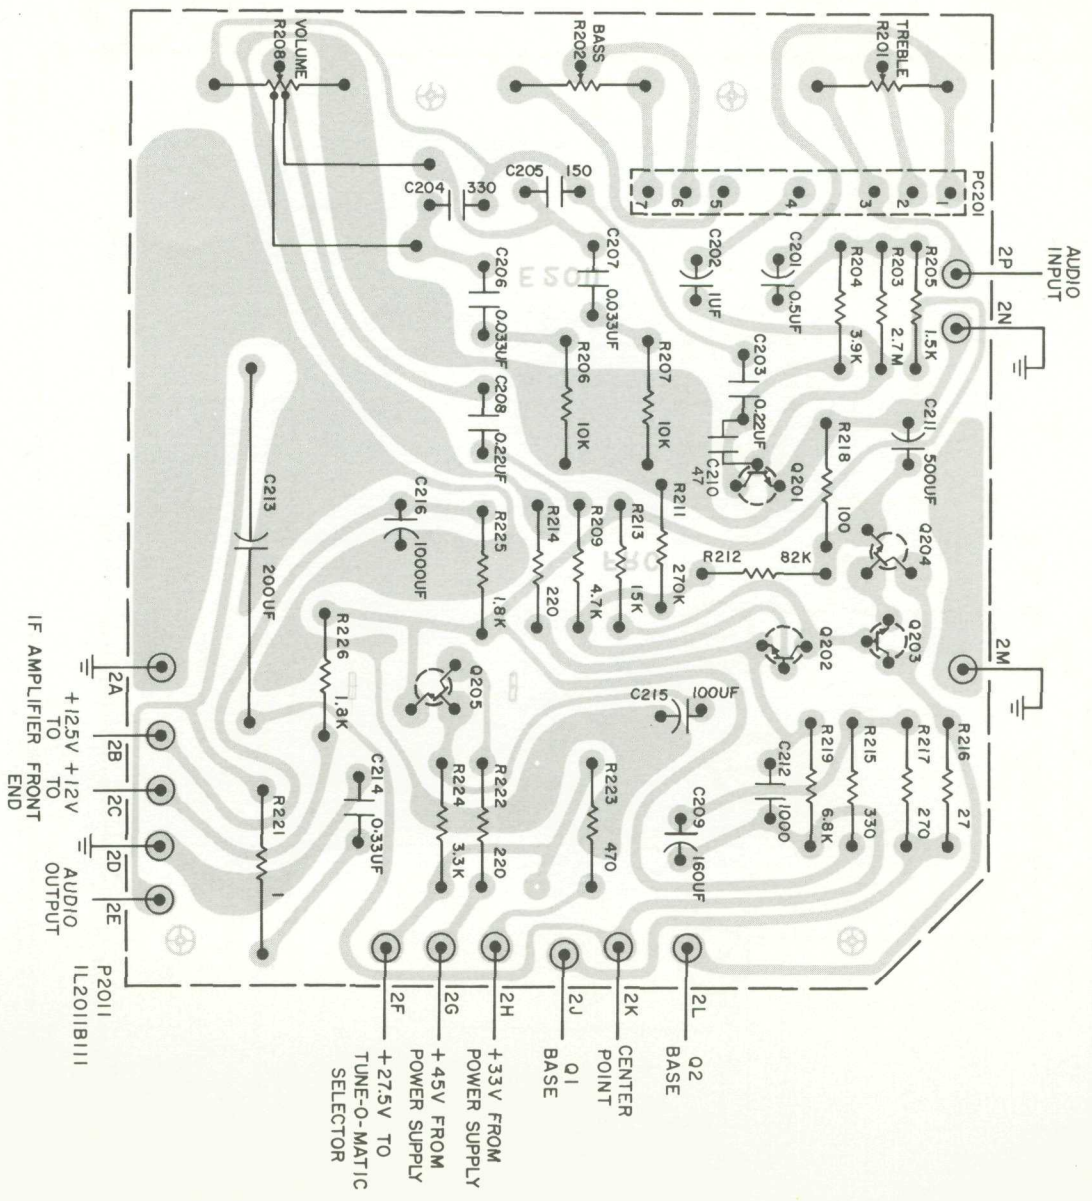 VOLUME
R208
BASS
R202
TREBLE
R201
C204
330
C205
150
7
6
5
4
3
2
1
PC201
AUDIO
INPUT
2P
2N
C206
0.033UF
C207
0.033UF
E 200
C202
1UF
C201
0.5UF
R204
3.9K
R203
2.7M
R205
1.5K
C208
0.22UF
R206
10K
R207
10K
C203
0.22UF
C210
47
Q201
R218
100
C211
500UF
C213
200UF
C216
1000UF
R225
1.8K
R214
220
R209
4.7K
R213
15K
R211
270K
R212
82K
Q204
Q202
Q203
2M
R226
1.8K
Q205
C215
100UF
R219
6.8K
R215
330
R217
270
R216
27
C212
1000
C209
160UF
R221
1
C214
0.33UF
R224
3.3K
R222
220
R223
470
2A
2B
2C
2D
2E
+12.5V
TO
IF AMPLIFIER
+12V
TO
FRONT
END
AUDIO
OUTPUT
P2011
1L2011B111
2F
+27.5V TO
TUNE-O-MATIC
SELECTOR
2G
+45V FROM
POWER SUPPLY
2H
+33V FROM
POWER SUPPLY
2J
Q1
BASE
2K
CENTER
POINT
2L
Q2
BASE